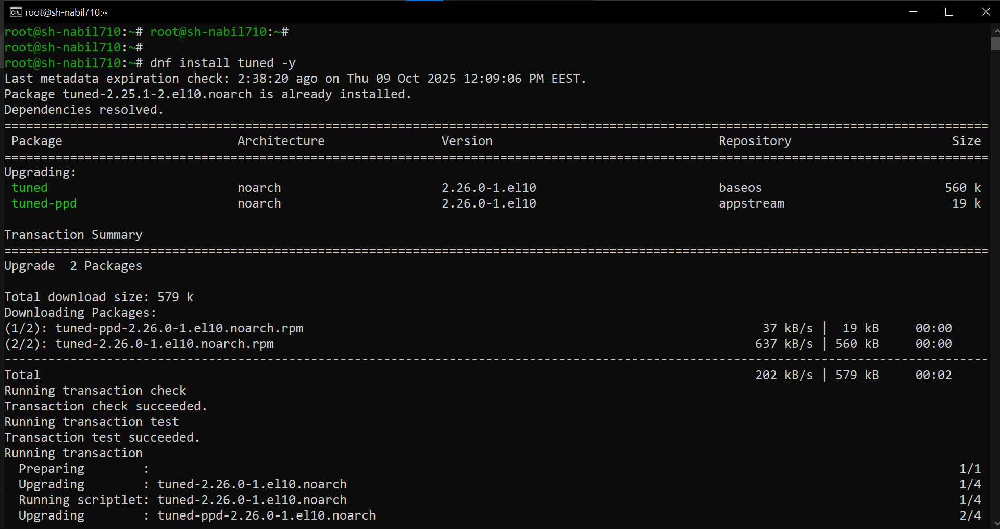 root@sh-nabil710:~
root@sh-nabil710:~# root@sh-nabil710:~#
root@sh-nabil710:~#
root@sh-nabil710:~# dnf install tuned -y
Last metadata expiration check: 2:38:20 ago on Thu 09 Oct 2025 12:09:06 PM EEST.
Package tuned-2.25.1-2.el10.noarch is already installed.
Dependencies resolved.
=======================================================================================================================================
Package Architecture Version Repository Size
=======================================================================================================================================
Upgrading:
tuned noarch 2.26.0-1.el10 baseos 560 k
tuned-ppd noarch 2.26.0-1.el10 appstream 19 k
Transaction Summary
=======================================================================================================================================
Upgrade  2 Packages
Total download size: 579 k
Downloading Packages:
(1/2): tuned-ppd-2.26.0-1.el10.noarch.rpm 37 kB/s | 19 kB 00:00
(2/2): tuned-2.26.0-1.el10.noarch.rpm 637 kB/s | 560 kB 00:00
---------------------------------------------------------------------------------------------------------------------------------------
Total 202 kB/s | 579 kB 00:02
Running transaction check
Transaction check succeeded.
Running transaction test
Transaction test succeeded.
Running transaction
Preparing : 1/1
Upgrading : tuned-2.26.0-1.el10.noarch 1/4
Running scriptlet: tuned-2.26.0-1.el10.noarch 1/4
Upgrading : tuned-ppd-2.26.0-1.el10.noarch 2/4